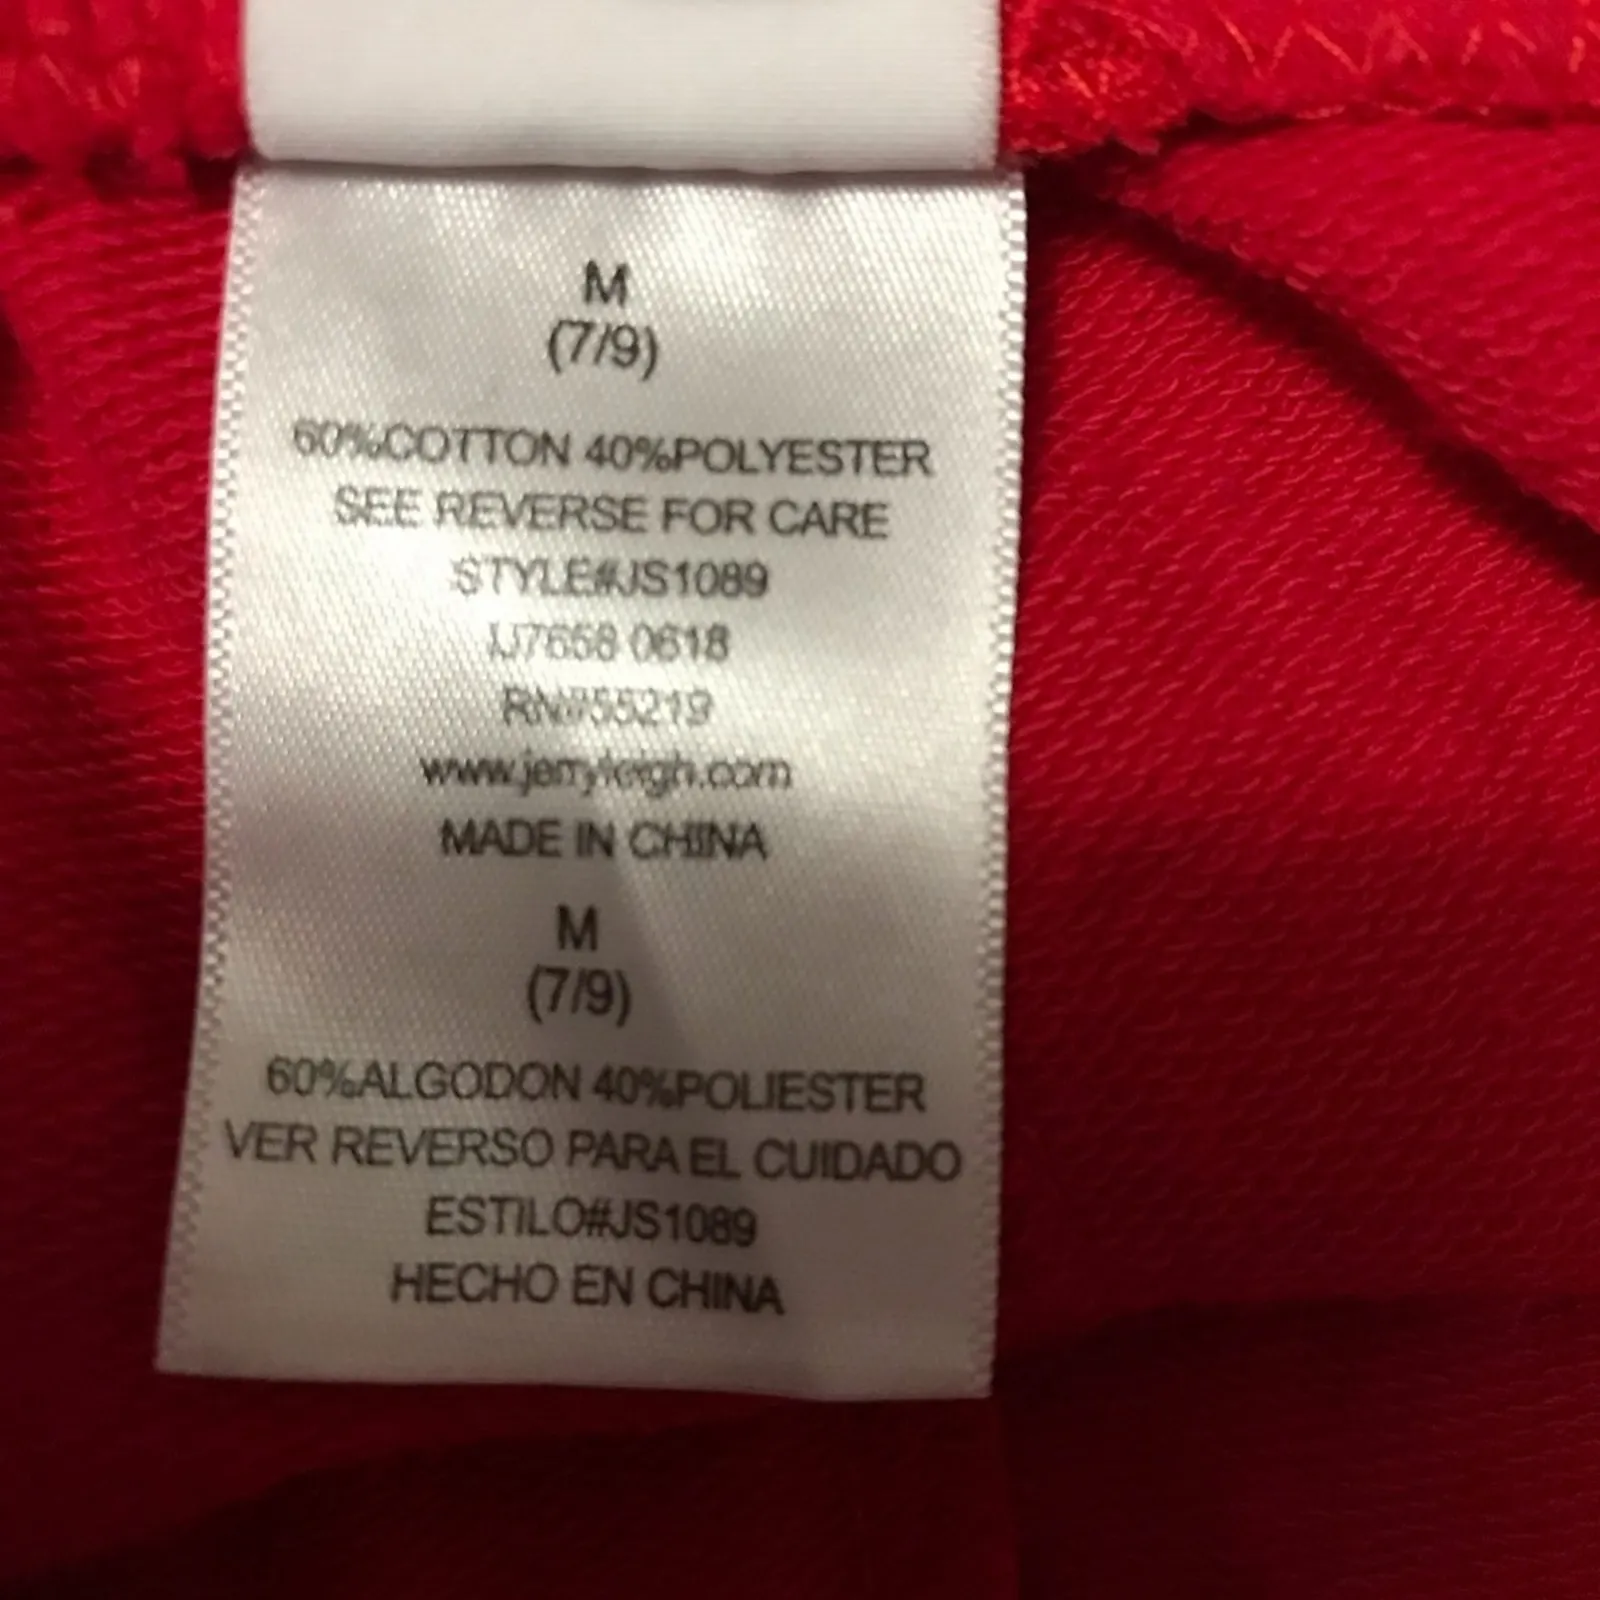 M
(7/9)
60%COTTON 40%POLYESTER
SEE REVERSE FOR CARE
STYLE#JS1089
IJ7658 0618
RN#55219
www.jerryleigh.com
MADE IN CHINA
M
(7/9)
60%ALGODON 40%POLIESTER
VER REVERSO PARA EL CUIDADO
ESTILO#JS1089
HECHO EN CHINA